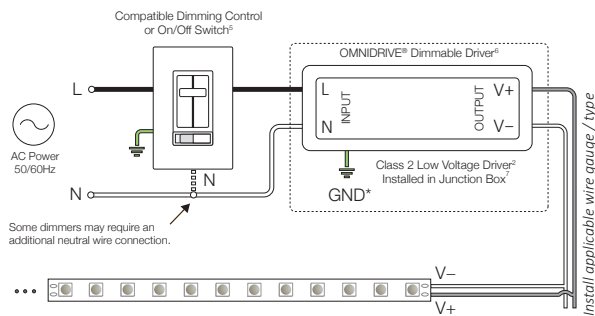 Compatible Dimming Control
or On/Off Switch⁵
OMNIDRIVE® Dimmable Driver⁶
L
L
INPUT
OUTPUT
V+
N
V–
AC Power
50/60Hz
Class 2 Low Voltage Driver²
Installed in Junction Box⁷
GND*
N
N
Some dimmers may require an
additional neutral wire connection.
Install applicable wire gauge / type
V–
V+